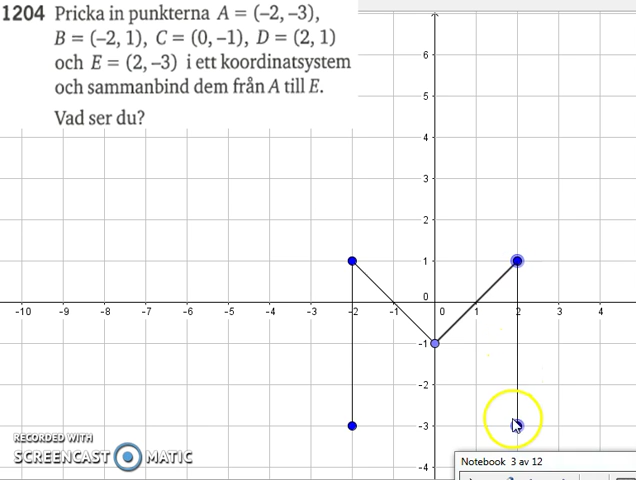 1204 Pricka in punkterna A = (–2, –3),
B = (–2, 1), C = (0, –1), D = (2, 1)
och E = (2, –3) i ett koordinatsystem
och sammanbind dem från A till E.
Vad ser du?
6
5
4
3
2
1
0
-10 -9 -8 -7 -6 -5 -4 -3 -2 -1 0 1 2 3 4
-1
-2
-3
-4
RECORDED WITH
SCREENCAST MATIC
Notebook 3 av 12